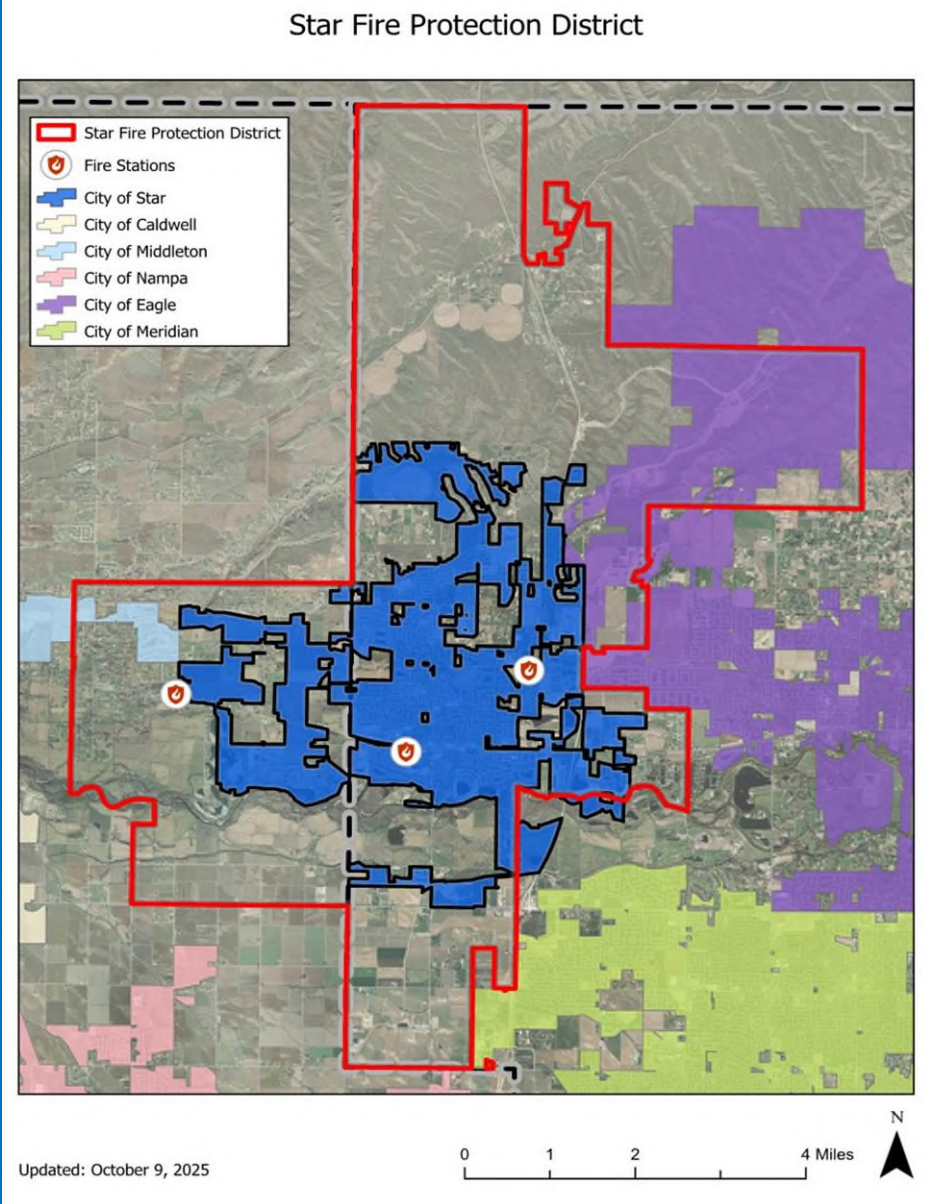 Star Fire Protection District
Star Fire Protection District
Fire Stations
City of Star
City of Caldwell
City of Middleton
City of Nampa
City of Eagle
City of Meridian
N
0 1 2 4 Miles
Updated: October 9, 2025